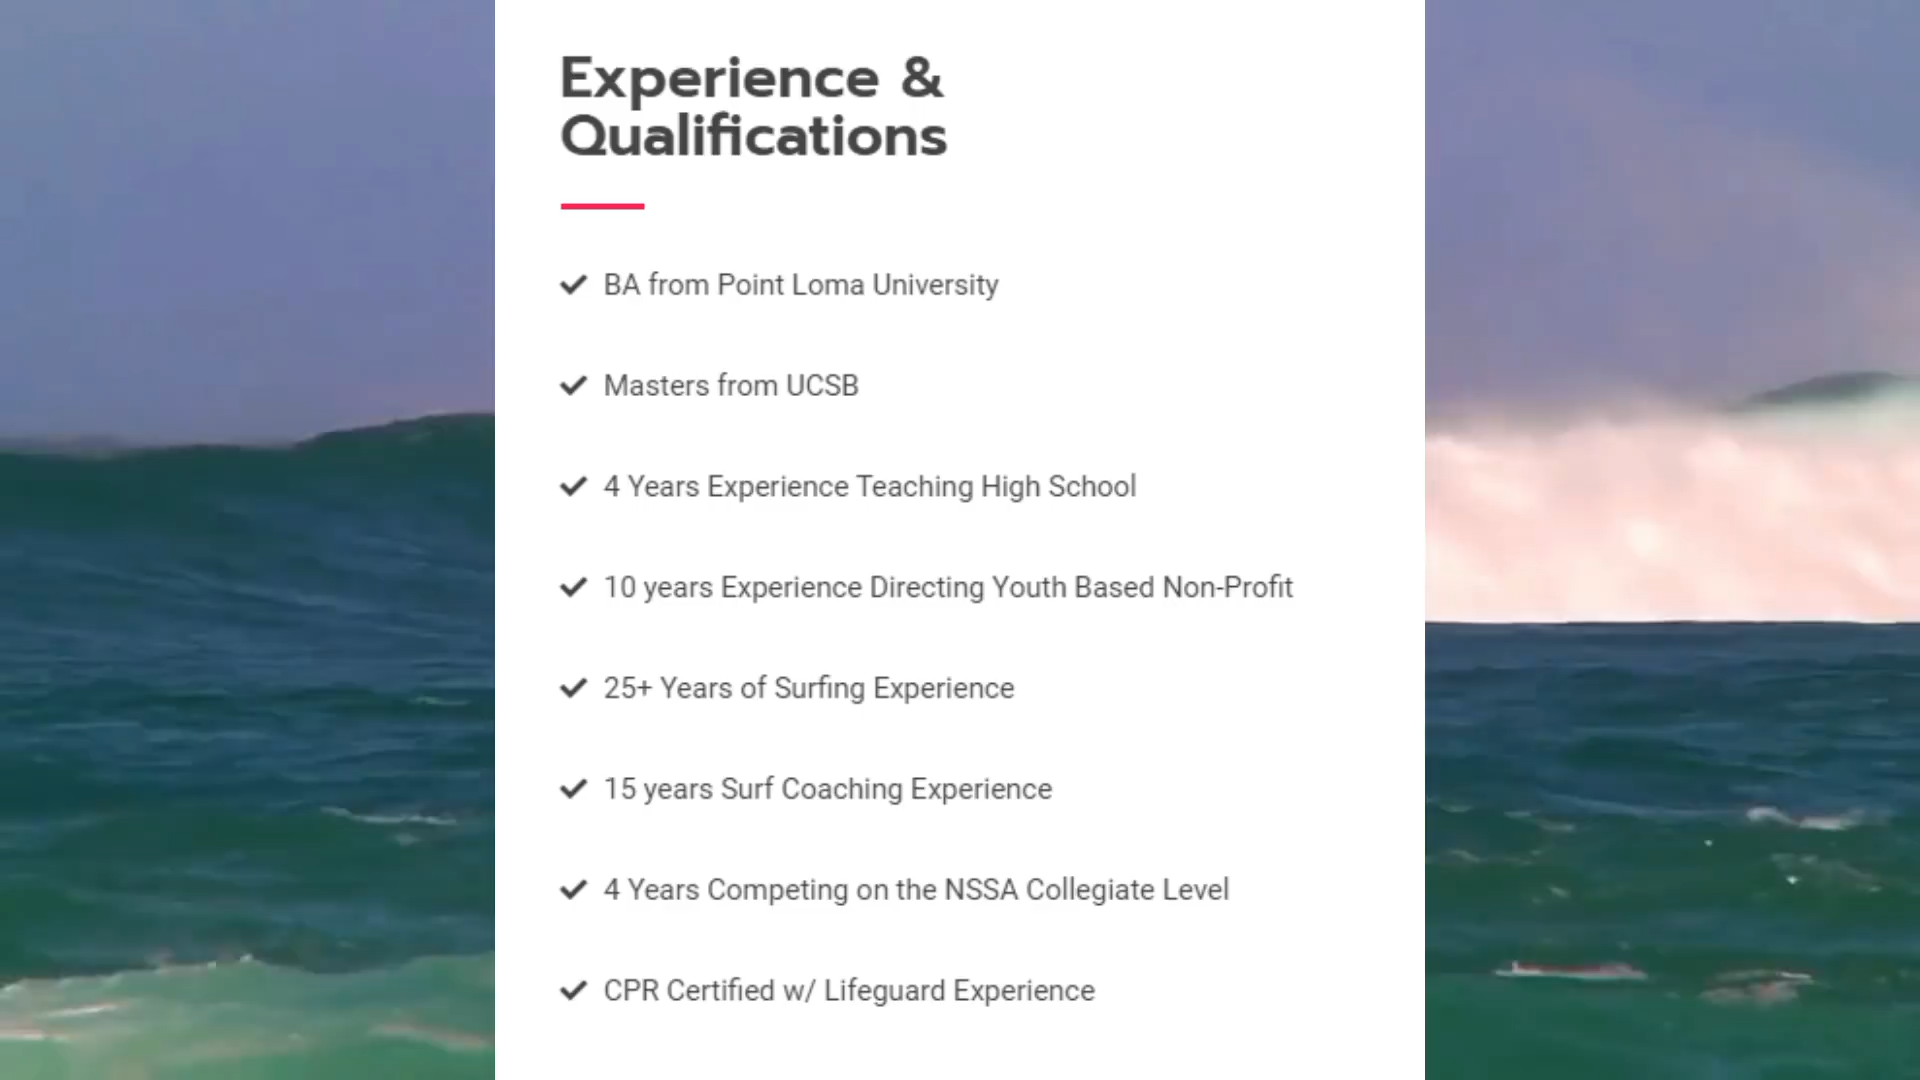 Experience &
Qualifications
BA from Point Loma University
Masters from UCSB
4 Years Experience Teaching High School
10 years Experience Directing Youth Based Non-Profit
25+ Years of Surfing Experience
15 years Surf Coaching Experience
4 Years Competing on the NSSA Collegiate Level
CPR Certified w/ Lifeguard Experience